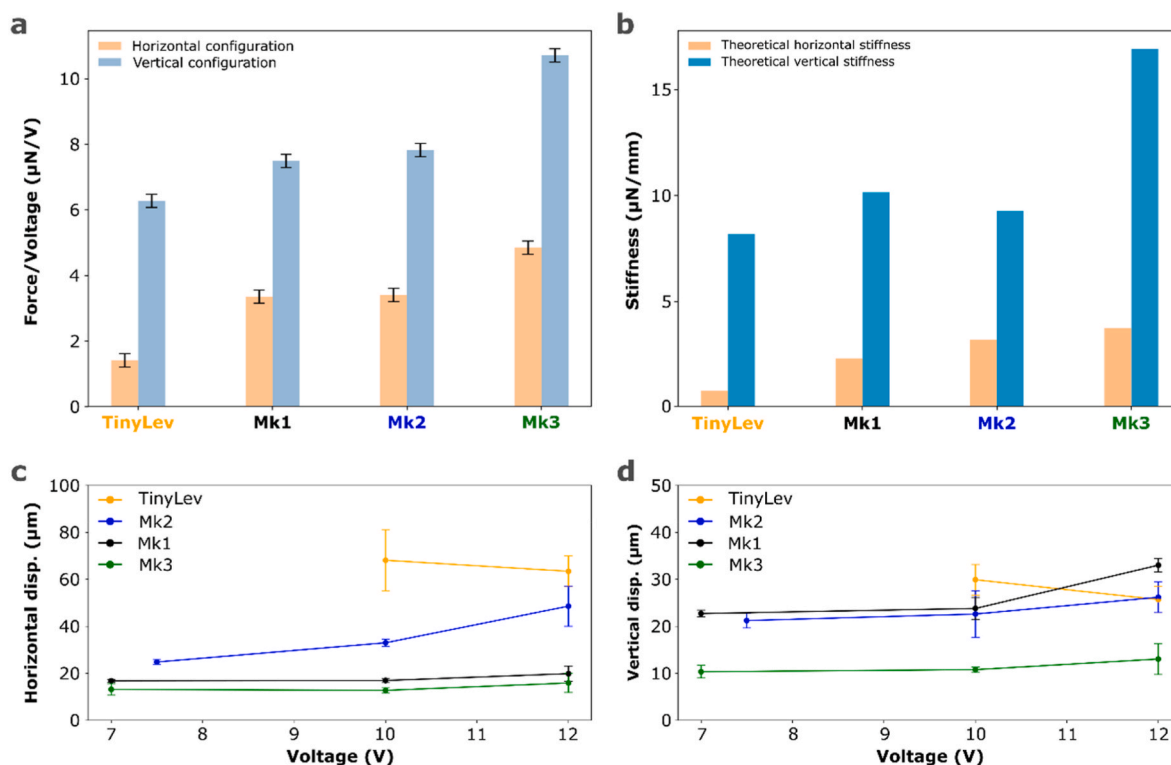 a
Horizontal configuration
Vertical configuration
Force/Voltage (µN/V)
10
8
6
4
2
0
TinyLev
Mk1
Mk2
Mk3
b
Theoretical horizontal stiffness
Theoretical vertical stiffness
Stiffness (µN/mm)
15
10
5
0
TinyLev
Mk1
Mk2
Mk3
c
TinyLev
Mk2
Mk1
Mk3
Horizontal disp. (µm)
100
80
60
40
20
0
7 8 9 10 11 12
Voltage (V)
d
TinyLev
Mk2
Mk1
Mk3
Vertical disp. (µm)
50
40
30
20
10
0
7 8 9 10 11 12
Voltage (V)